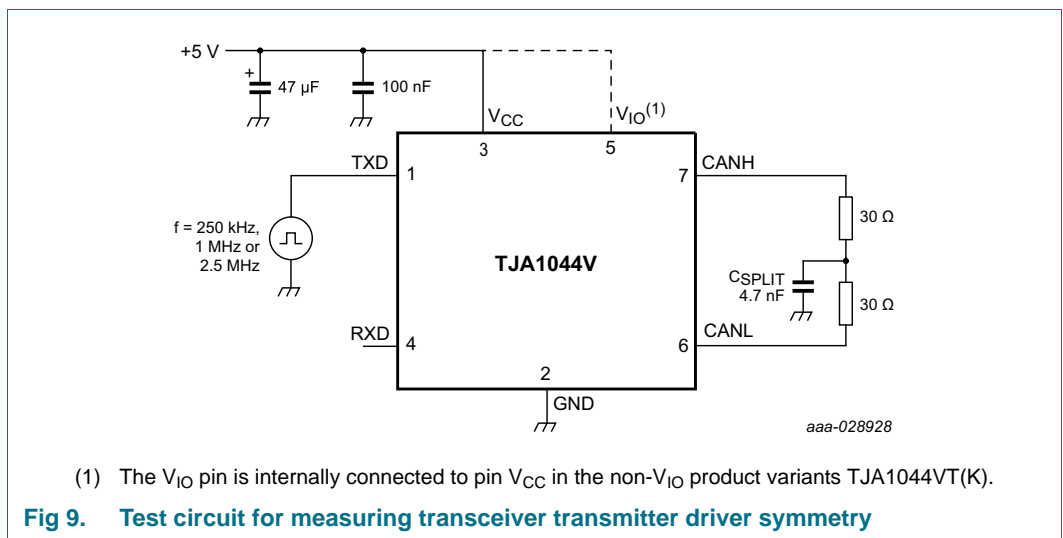 +5 V
+
47 µF
100 nF
VCC
VIO(1)
3
5
TXD
1
7
CANH
f = 250 kHz,
1 MHz or
2.5 MHz
30 Ω
TJA1044V
CSPLIT
4.7 nF
30 Ω
RXD
4
6
CANL
2
GND
aaa-028928
(1) The VIO pin is internally connected to pin VCC in the non-VIO product variants TJA1044VT(K).
Fig 9. Test circuit for measuring transceiver transmitter driver symmetry